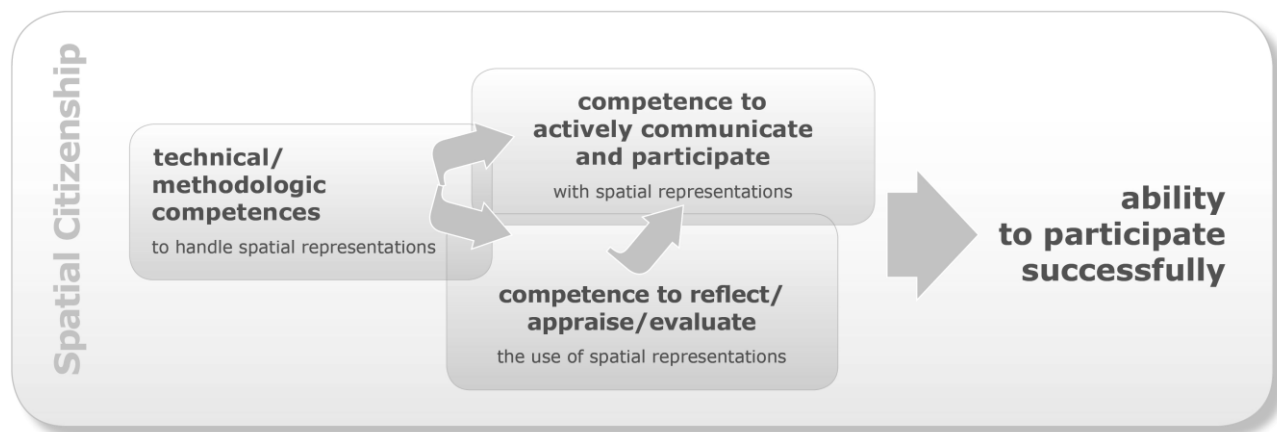 Spatial Citizenship
technical/
methodologic
competences
to handle spatial representations
competence to
actively communicate
and participate
with spatial representations
competence to reflect/
appraise/evaluate
the use of spatial representations
ability
to participate
successfully